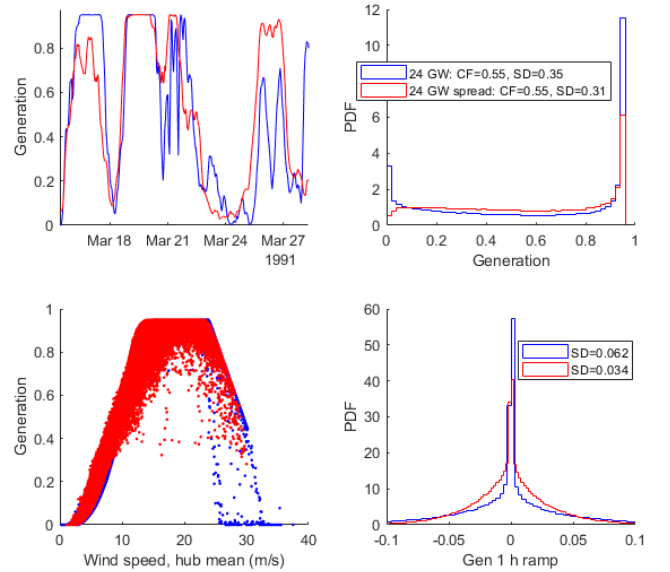 0.8
0.6
0.4
0.2
0
Generation
Mar 18
Mar 21
Mar 24
Mar 27
1991
12
10
8
6
4
2
0
PDF
24 GW: CF=0.55, SD=0.35
24 GW spread: CF=0.55, SD=0.31
0
0.2
0.4
0.6
0.8
1
Generation
1
0.8
0.6
0.4
0.2
0
Generation
0
10
20
30
40
Wind speed, hub mean (m/s)
60
50
40
30
20
10
0
PDF
SD=0.062
SD=0.034
-0.1
-0.05
0
0.05
0.1
Gen 1 h ramp